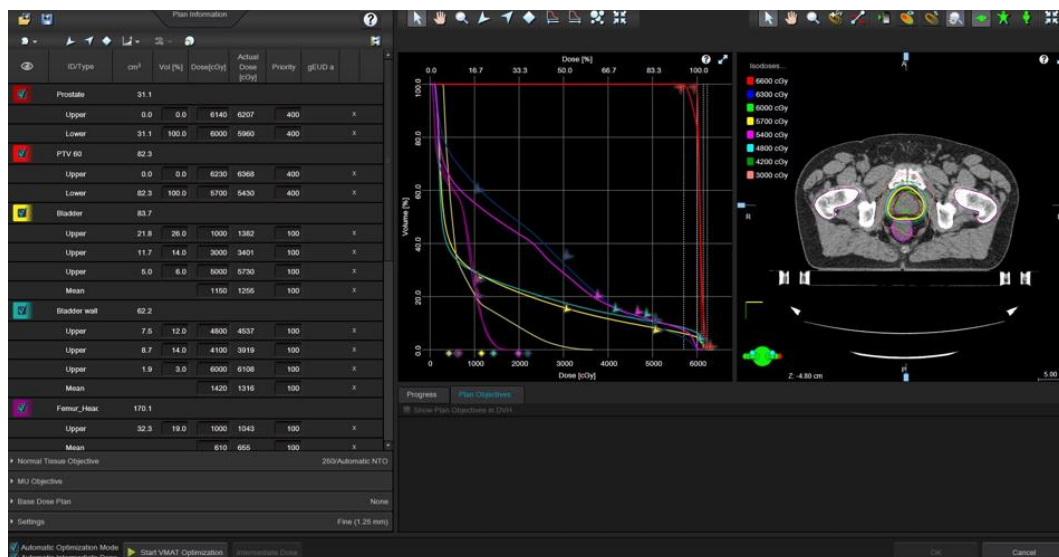 Plan Information
ID/Type cm³ Vol [%] Dose[cGy] Actual Dose [cGy] Priority gEUD a
Prostate 31.1
Upper 0.0 0.0 6140 6207 400 x
Lower 31.1 100.0 6000 5960 400 x
PTV 60 82.3
Upper 0.0 0.0 6230 6368 400 x
Lower 82.3 100.0 5700 5430 400 x
Bladder 83.7
Upper 21.8 26.0 1000 1382 100 x
Upper 11.7 14.0 3000 3401 100 x
Upper 5.0 6.0 5000 5730 100 x
Mean 1150 1255 100 x
Bladder wall 62.2
Upper 7.5 12.0 4800 4537 100 x
Upper 8.7 14.0 4100 3919 100 x
Upper 1.9 3.0 6000 6108 100 x
Mean 1420 1316 100 x
Femur_Head 170.1
Upper 32.3 19.0 1000 1043 100 x
Mean 610 655 100 x
Normal Tissue Objective 260/Automatic NTO
MU Objective
Base Dose Plan None
Settings Fine (1.25 mm)
Automatic Optimization Mode
Automatic Intermediate Dose
Start VMAT Optimization
Intermediate Dose
Dose [%]
0.0 16.7 33.3 50.0 66.7 83.3 100.0
100.0
80.0
60.0
40.0
20.0
0.0
Volume [%]
0 1000 2000 3000 4000 5000 6000
Dose [cGy]
Progress
Plan Objectives
Show Plan Objectives in DVH
Isodoses...
6600 cGy
6300 cGy
6000 cGy
5700 cGy
5400 cGy
4800 cGy
4200 cGy
3000 cGy
A
R
P
Z: -4.80 cm
5.00
OK
Cancel